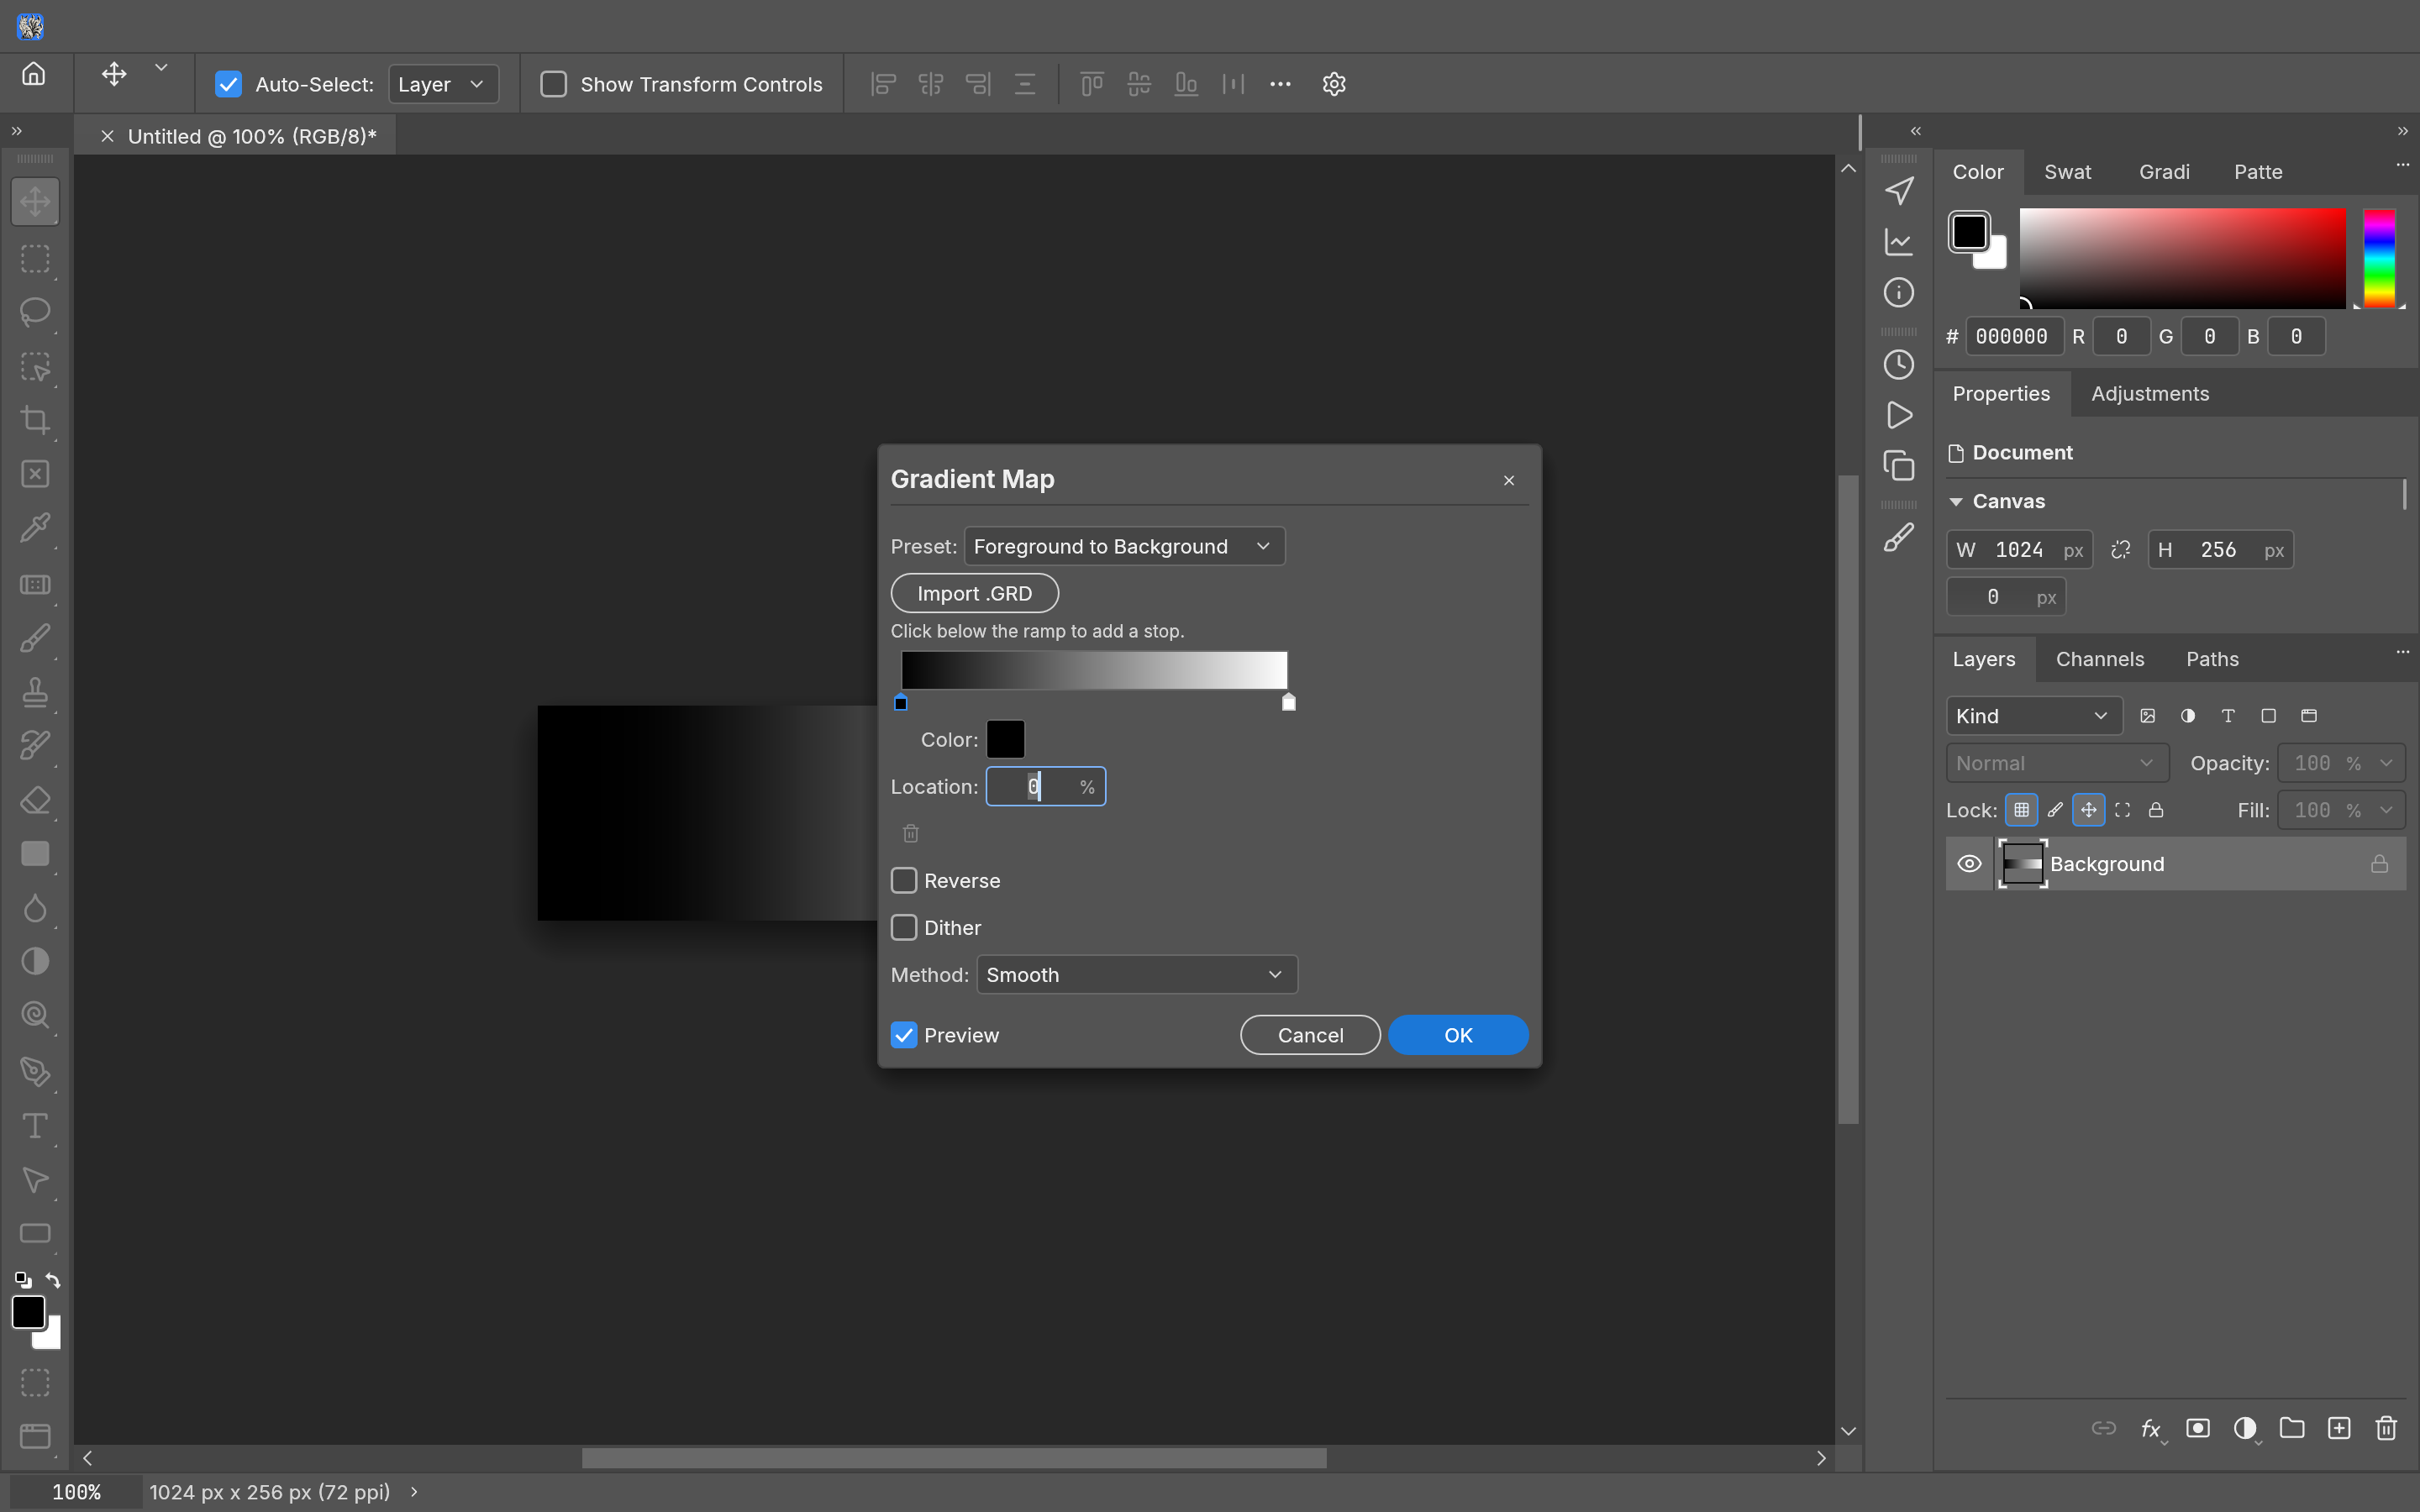 Auto-Select: Layer Show Transform Controls
Untitled @ 100% (RGB/8)*
Color Swat Gradi Patte
# 000000 R 0 G 0 B 0
Properties Adjustments
Document
Canvas
W 1024 px H 256 px
0 px
Gradient Map
Preset: Foreground to Background
Import .GRD
Click below the ramp to add a stop.
Color:
Location: 0 %
Reverse
Dither
Method: Smooth
Preview Cancel OK
Layers Channels Paths
Kind
Normal Opacity: 100 %
Lock: Fill: 100 %
Background
fx
100% 1024 px x 256 px (72 ppi)